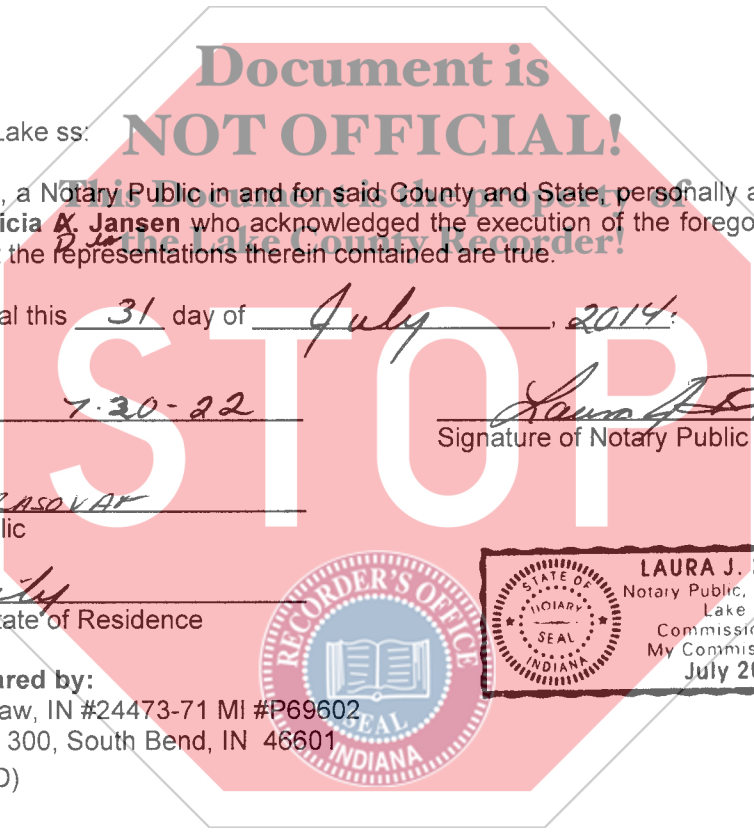 Document is
NOT OFFICIAL!
This Document is the property of
the Lake County Recorder!
STOP
Lake ss:
, a Notary Public in and for said County and State, personally a
icia A. Jansen who acknowledged the execution of the forego
the representations therein contained are true.
al this 31 day of July , 2014.
7-30-22
Signature of Notary Public
lic
tate of Residence
ared by:
aw, IN #24473-71 MI #P69602
300, South Bend, IN 46601
D)
RECORDER'S OFFICE
SEAL
INDIANA
STATE OF
NOTARY
SEAL
INDIANA
LAURA J.
Notary Public,
Lake
Commissio
My Commis
July 20